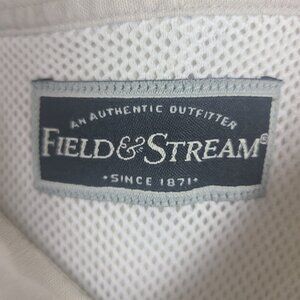 AN AUTHENTIC OUTFITTER
FIELD&STREAM®
•SINCE 1871•